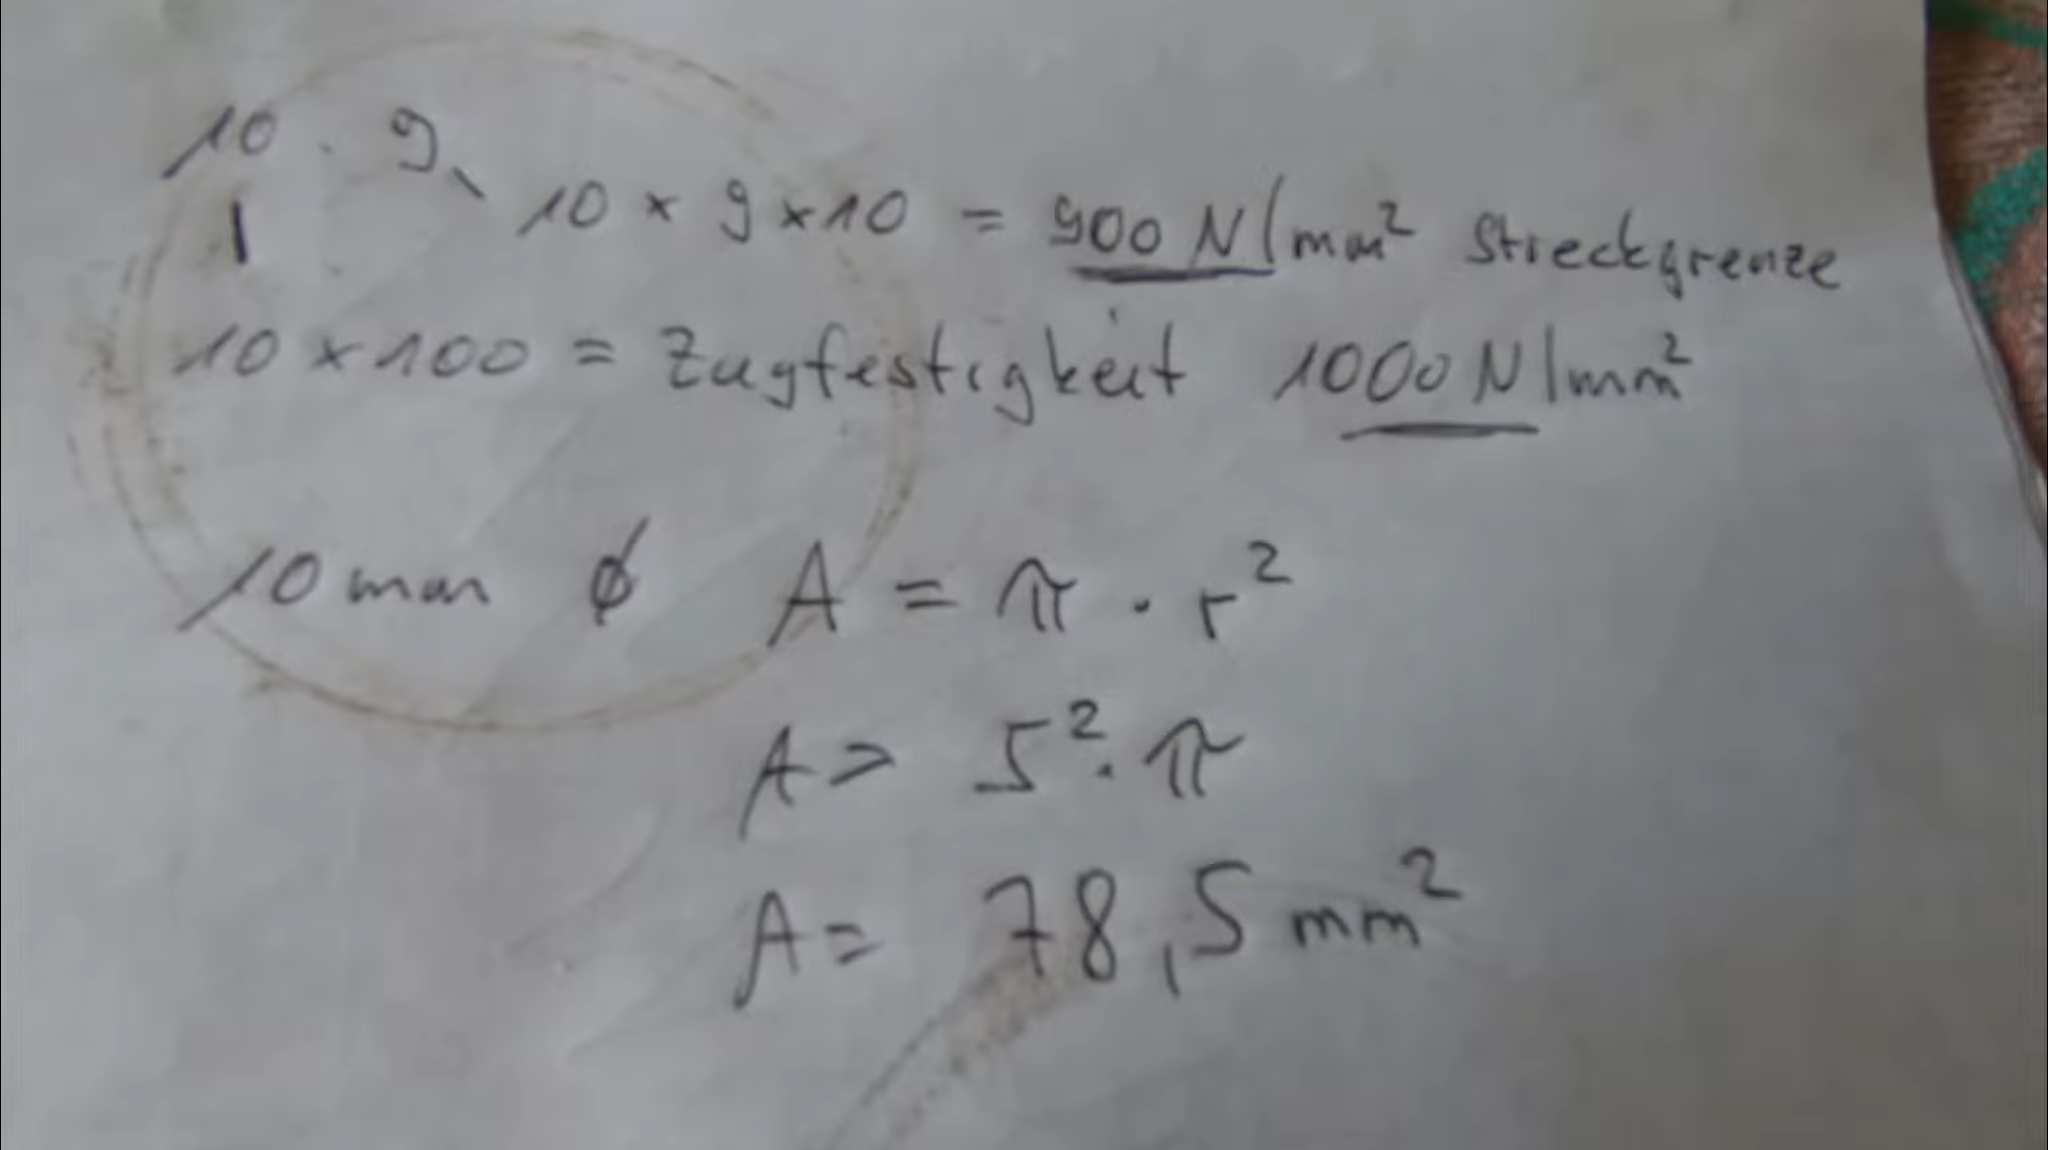 10 . 9
10 x 9 x 10 = 900 N/mm² Streckgrenze
10 x 100 = Zugfestigkeit 1000 N/mm²
10 mm ø A = π · r²
A = 5² · π
A = 78,5 mm²